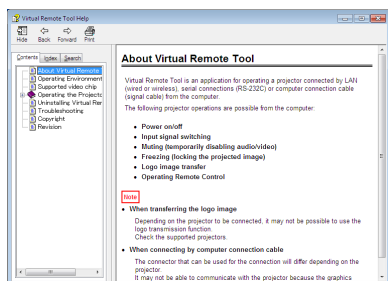 Virtual Remote Tool Help
Hide Back Forward Print
Contents Index Search
About Virtual Remote
Operating Environment
Supported video chip
Operating the Projecto
Uninstalling Virtual Rer
Troubleshooting
Copyright
Revision
About Virtual Remote Tool
Virtual Remote Tool is an application for operating a projector connected by LAN
(wired or wireless), serial connections (RS-232C) or computer connection cable
(signal cable) from the computer.
The following projector operations are possible from the computer:
• Power on/off
• Input signal switching
• Muting (temporarily disabling audio/video)
• Freezing (locking the projected image)
• Logo image transfer
• Operating Remote Control
Note
• When transferring the logo image
Depending on the projector to be connected, it may not be possible to use the
logo transmission function.
Check the supported projectors.
• When connecting by computer connection cable
The connector that can be used for the connection will differ depending on the
projector.
It may not be able to communicate with the projector because the graphics